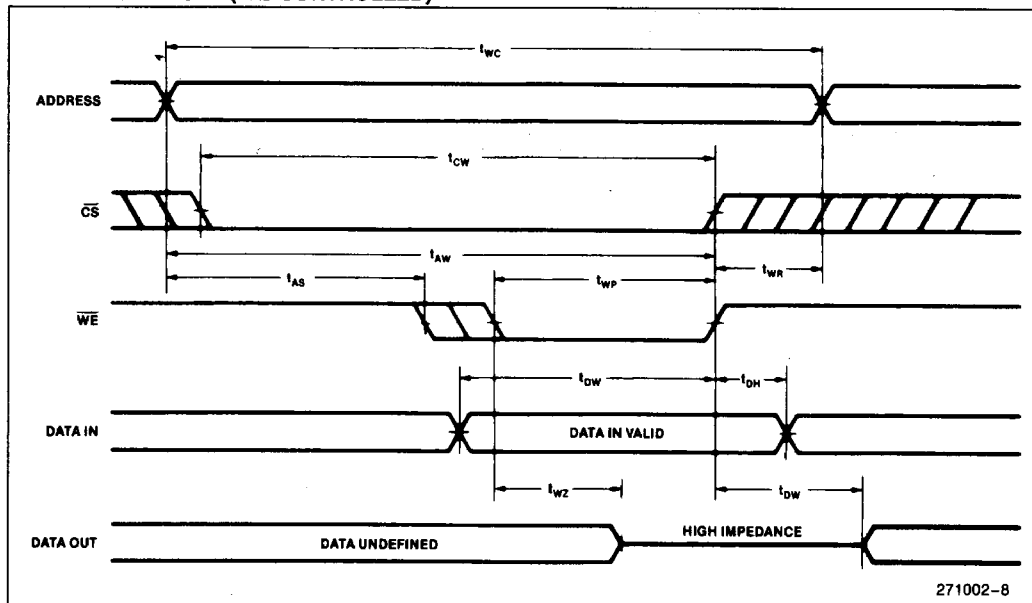 tWC
ADDRESS
tCW
CS
tAW
tAS
tWP
tWR
WE
tDW
tDH
DATA IN
DATA IN VALID
tWZ
tDW
DATA OUT
DATA UNDEFINED
HIGH IMPEDANCE
271002–8